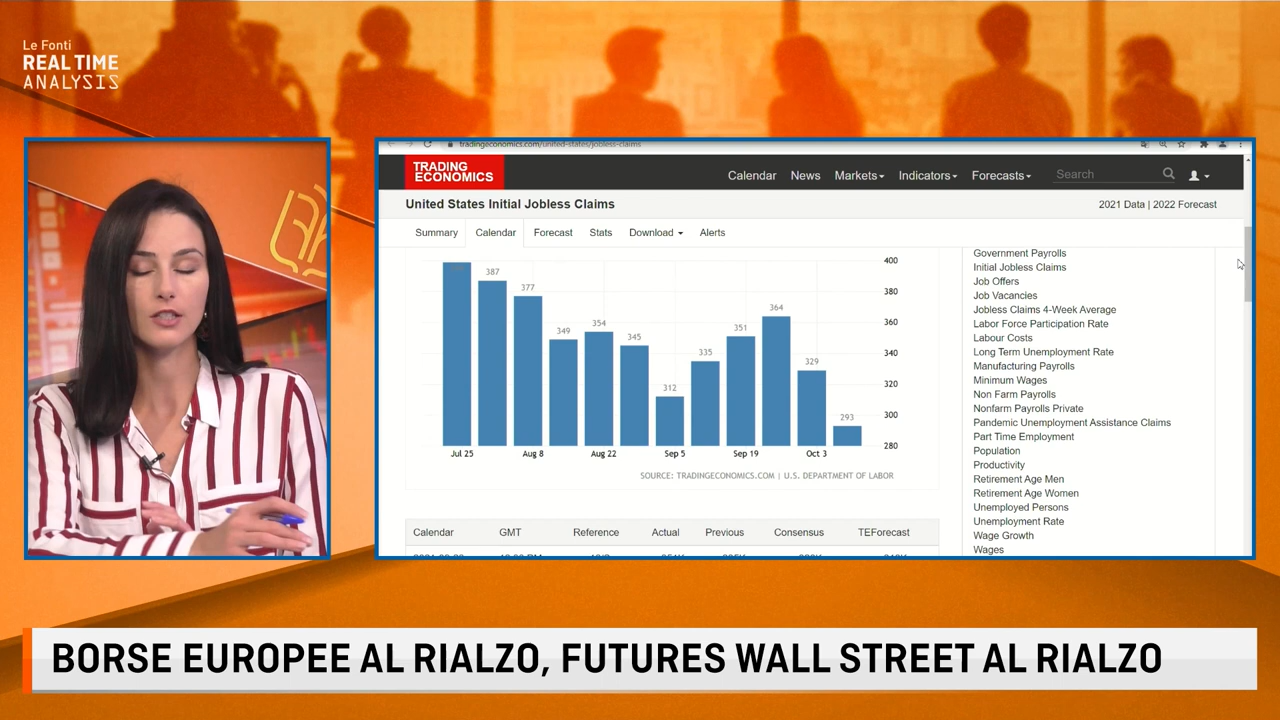 Le Fonti
REAL TIME
ANALYSIS
tradingeconomics.com/united-states/jobless-claims
TRADING
ECONOMICS
Calendar News Markets Indicators Forecasts Search
United States Initial Jobless Claims
2021 Data | 2022 Forecast
Summary Calendar Forecast Stats Download Alerts
387
377
349
354
345
312
335
351
364
329
293
400
380
360
340
320
300
280
Jul 25 Aug 8 Aug 22 Sep 5 Sep 19 Oct 3
SOURCE: TRADINGECONOMICS.COM | U.S. DEPARTMENT OF LABOR
Calendar GMT Reference Actual Previous Consensus TEForecast
Government Payrolls
Initial Jobless Claims
Job Offers
Job Vacancies
Jobless Claims 4-Week Average
Labor Force Participation Rate
Labour Costs
Long Term Unemployment Rate
Manufacturing Payrolls
Minimum Wages
Non Farm Payrolls
Nonfarm Payrolls Private
Pandemic Unemployment Assistance Claims
Part Time Employment
Population
Productivity
Retirement Age Men
Retirement Age Women
Unemployed Persons
Unemployment Rate
Wage Growth
Wages
BORSE EUROPEE AL RIALZO, FUTURES WALL STREET AL RIALZO